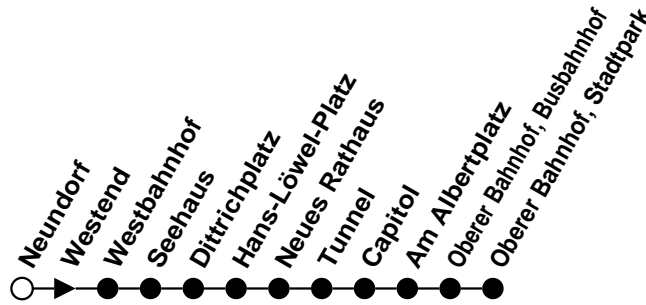 Neundorf
Westend
Westbahnhof
Seehaus
Dittrichplatz
Hans-Löwel-Platz
Neues Rathaus
Tunnel
Capitol
Am Albertplatz
Oberer Bahnhof, Busbahnhof
Oberer Bahnhof, Stadtpark